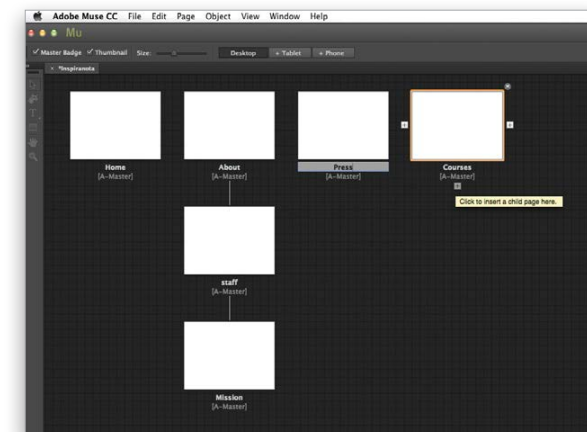 Adobe Muse CC File Edit Page Object View Window Help
Mu
Master Badge Thumbnail Size: Desktop + Tablet + Phone
× *Inspiranota
Home About Press Courses
[A-Master] [A-Master] [A-Master] [A-Master]
Click to insert a child page here.
staff
[A-Master]
Mission
[A-Master]